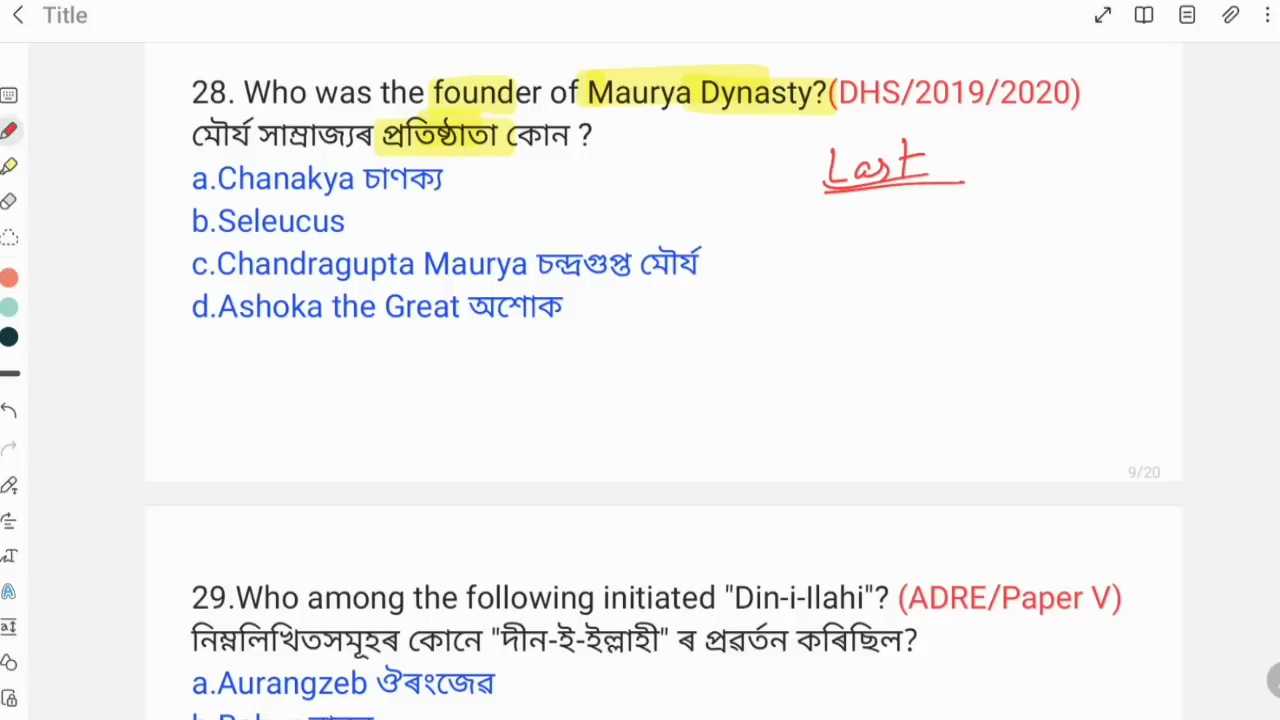 Title
28. Who was the founder of Maurya Dynasty?(DHS/2019/2020)
মৌৰ্য সাম্ৰাজ্যৰ প্ৰতিষ্ঠাতা কোন ?
Last
a.Chanakya চাণক্য
b.Seleucus
c.Chandragupta Maurya চন্দ্ৰগুপ্ত মৌৰ্য
d.Ashoka the Great অশোক
9/20
29.Who among the following initiated "Din-i-Ilahi"? (ADRE/Paper V)
নিম্নলিখিতসমূহৰ কোনে "দীন-ই-ইল্লাহী" ৰ প্ৰৱৰ্তন কৰিছিল?
a.Aurangzeb ঔৰংজেৱ